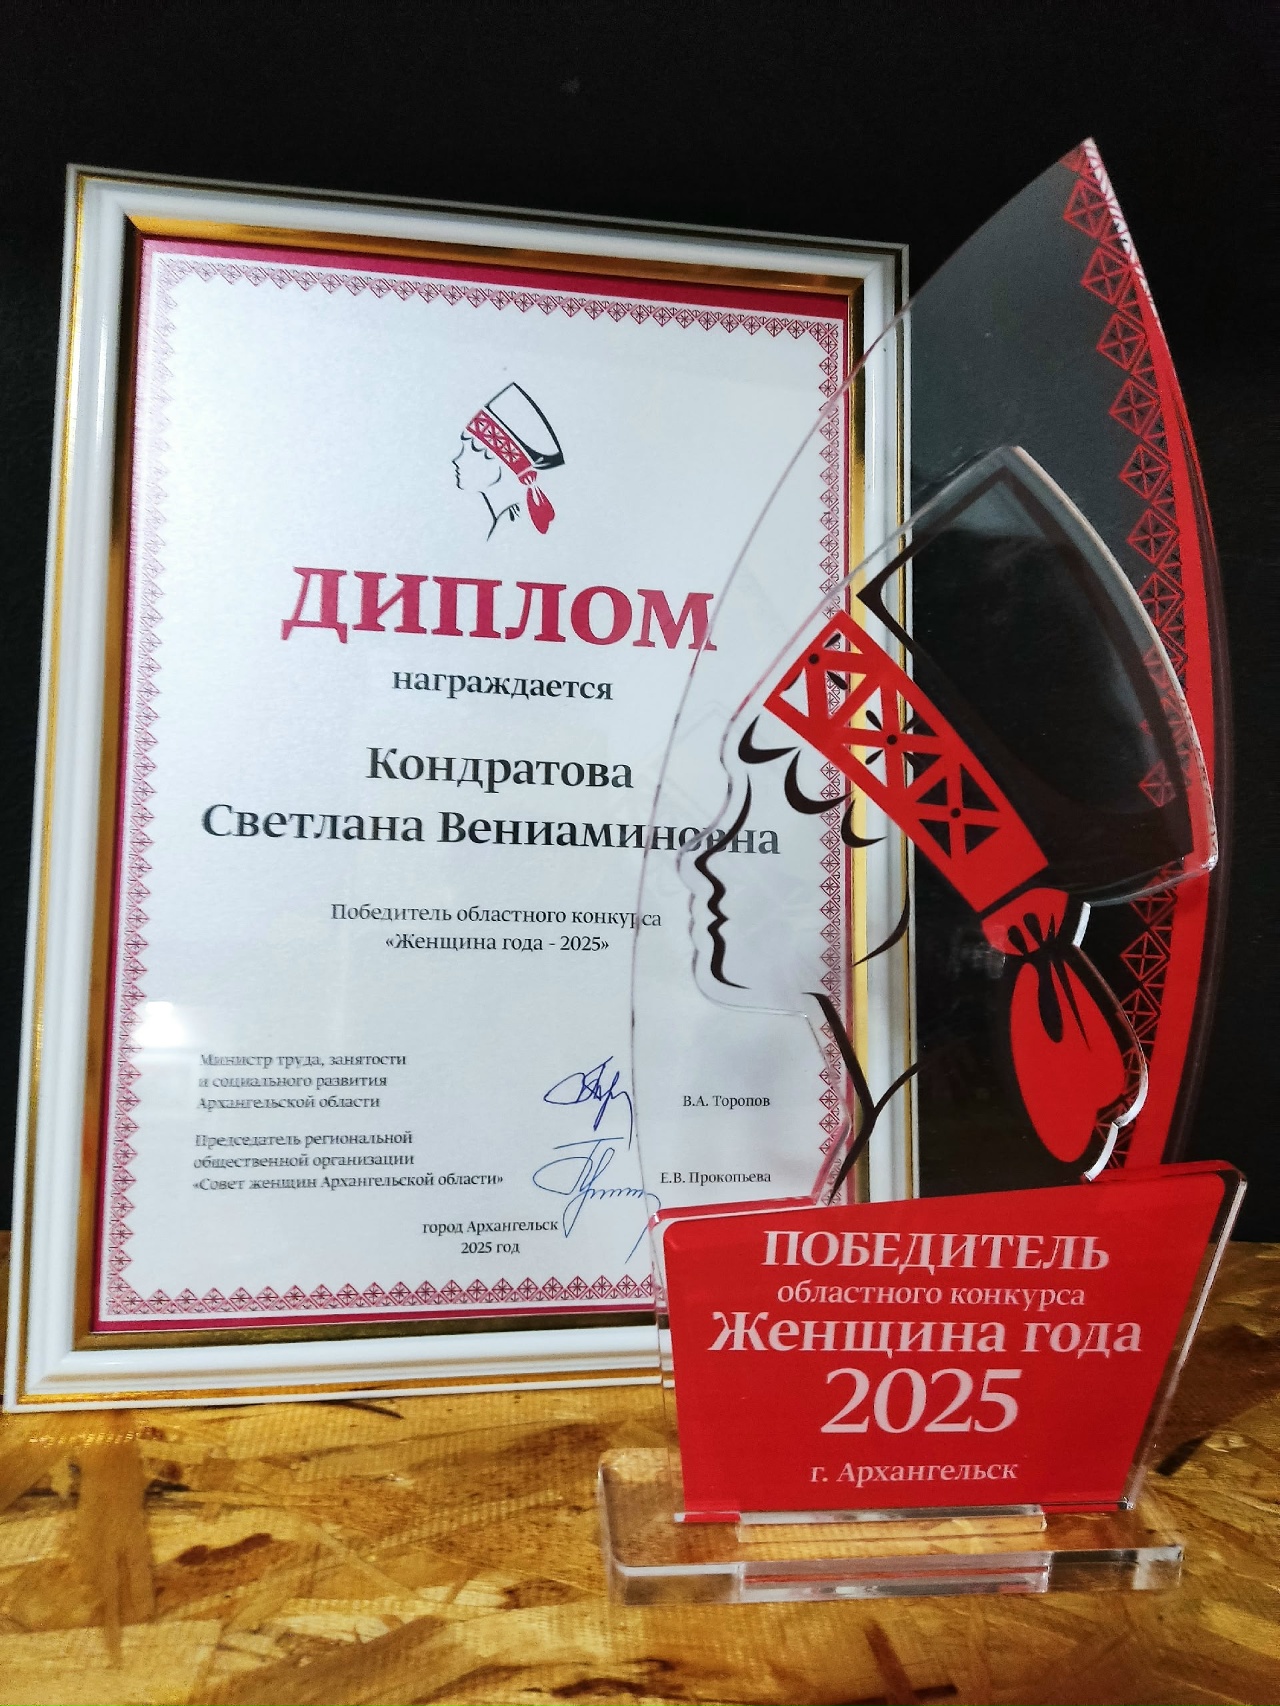 ДИПЛОМ
награждается
Кондратова
Светлана Вениаминовна
Победитель областного конкурса
«Женщина года - 2025»
Министр труда, занятости
и социального развития
Архангельской области
В.А. Торопов
Председатель региональной
общественной организации
«Совет женщин Архангельской области»
Е.В. Прокопьева
город Архангельск
2025 год
ПОБЕДИТЕЛЬ
областного конкурса
Женщина года
2025
г. Архангельск